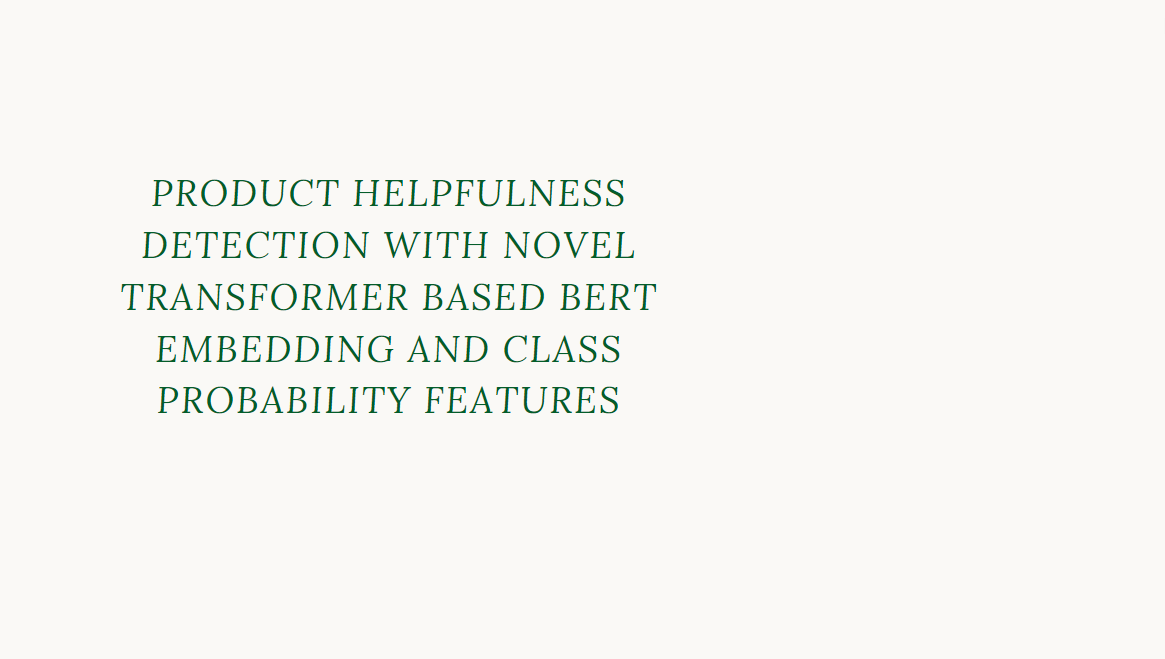 PRODUCT HELPFULNESS
DETECTION WITH NOVEL
TRANSFORMER BASED BERT
EMBEDDING AND CLASS
PROBABILITY FEATURES